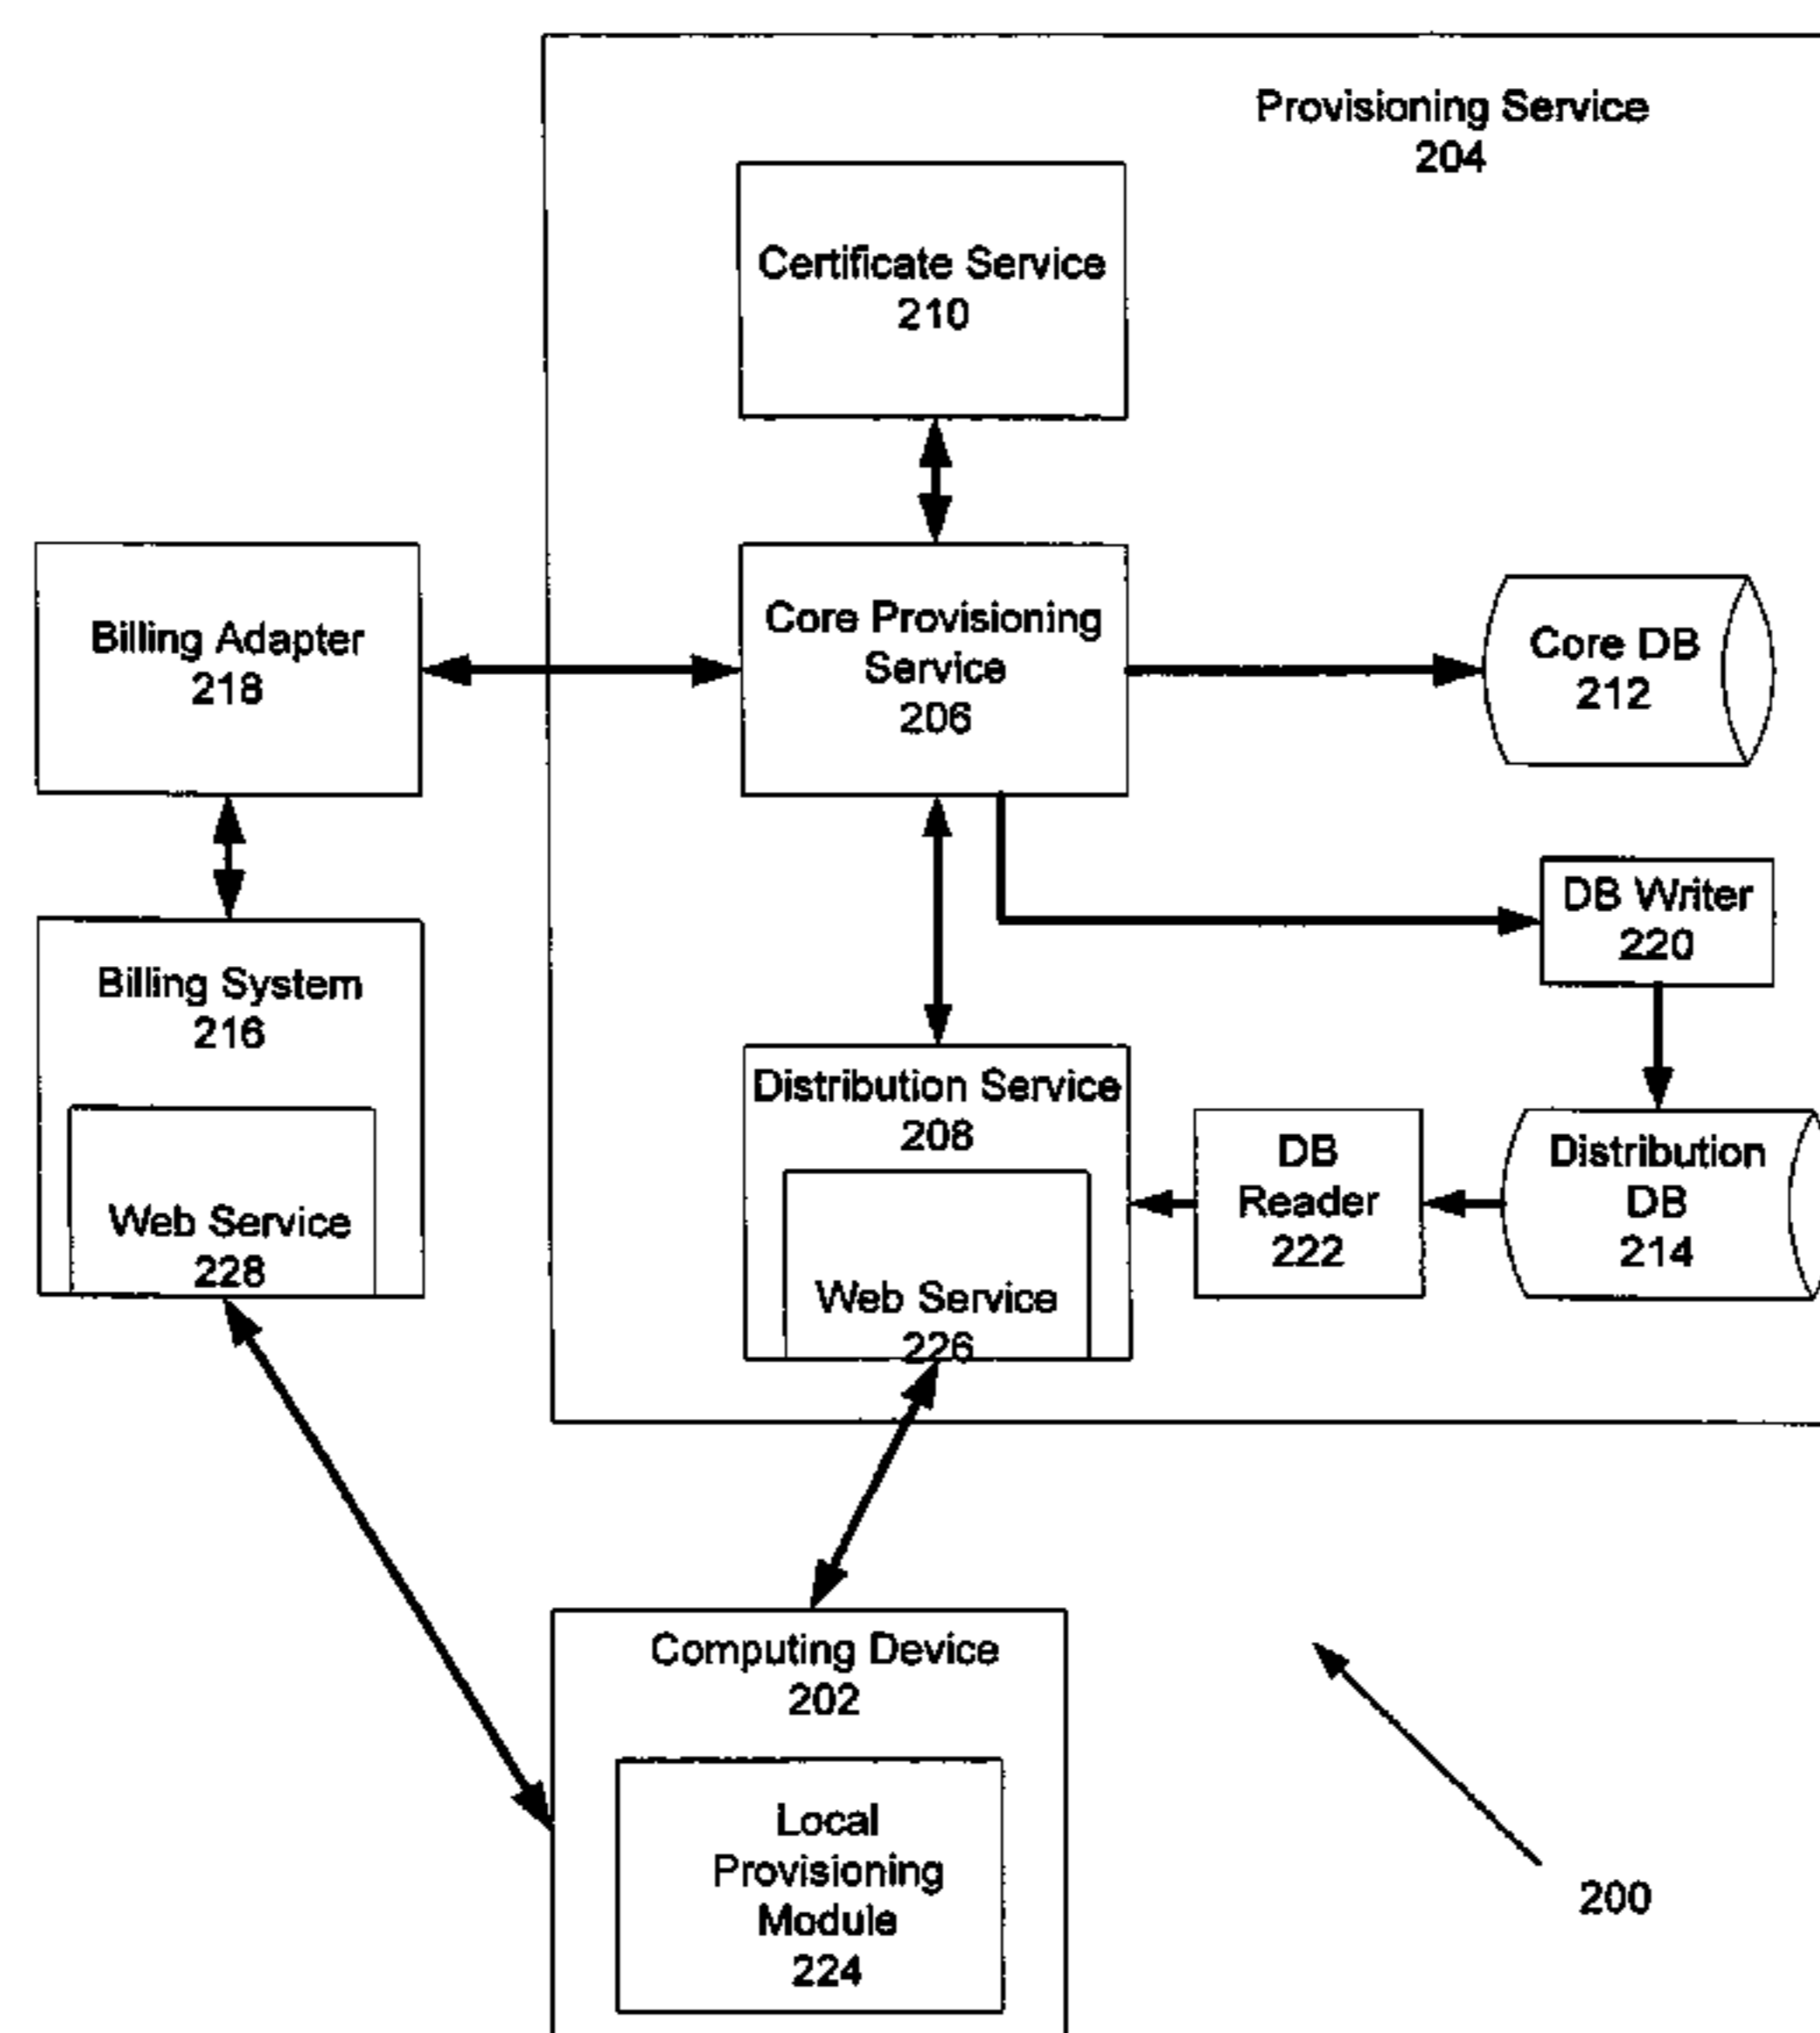 Provisioning Service
204
Certificate Service
210
Billing Adapter
218
Core Provisioning
Service
206
Core DB
212
DB Writer
220
Billing System
216
Web Service
228
Distribution Service
208
Web Service
226
DB
Reader
222
Distribution
DB
214
Computing Device
202
Local
Provisioning
Module
224
200